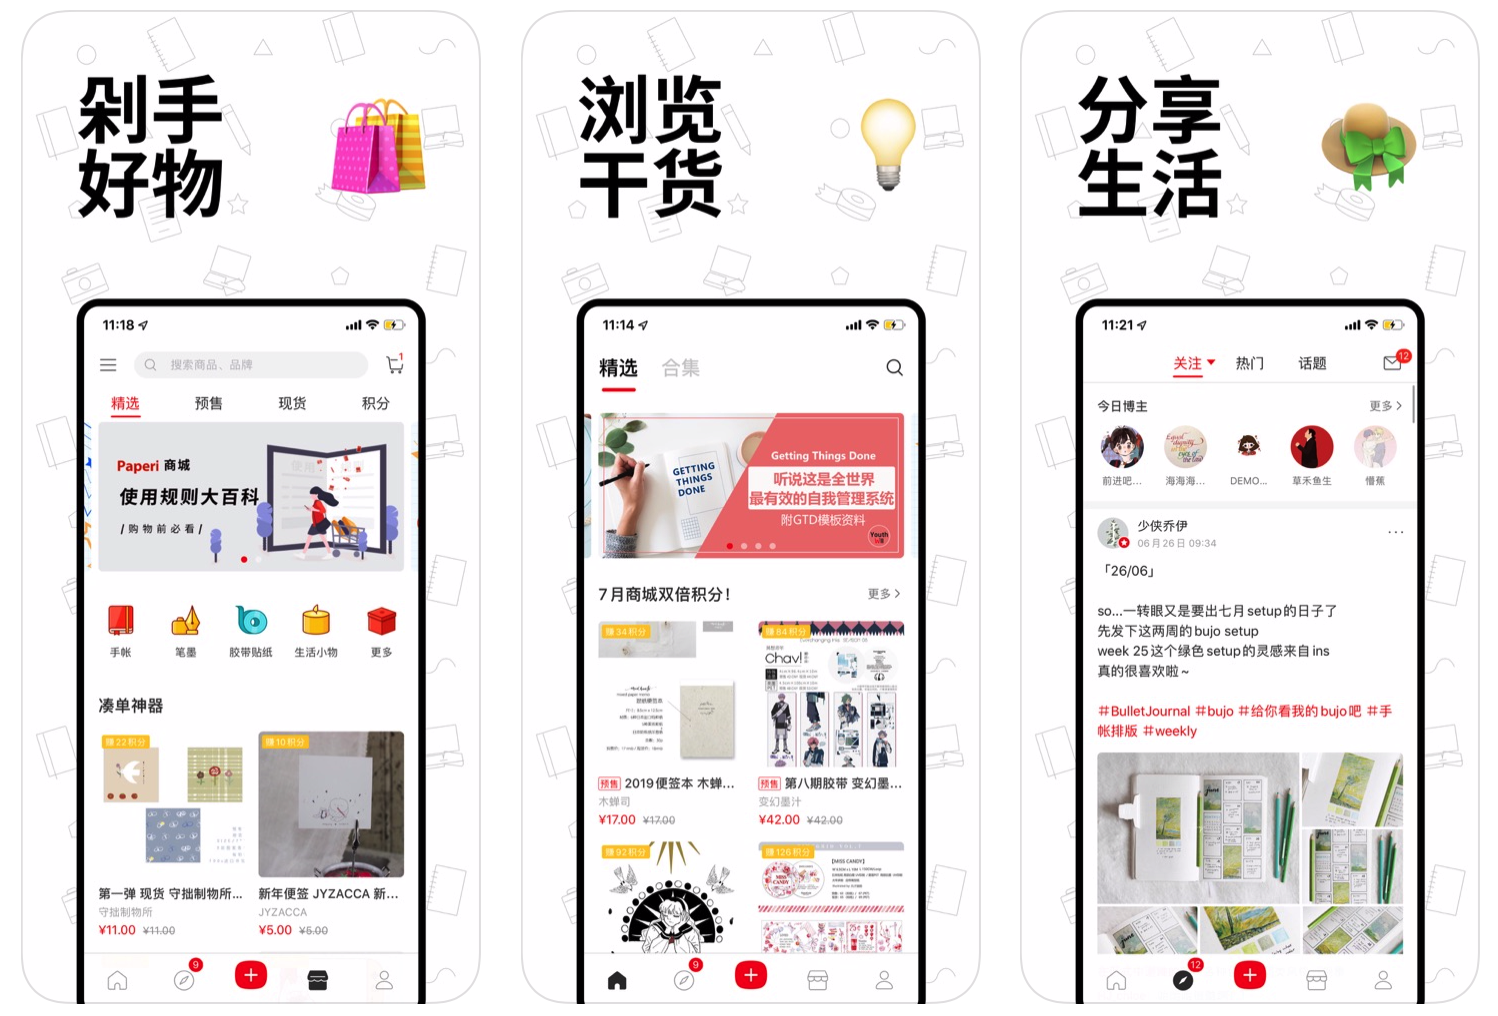 剁手
好物
11:18
搜索商品、品牌
1
精选 预售 现货 积分
Paperi 商城
使用规则大百科
/购物前必看/
手帐 笔墨 胶带贴纸 生活小物 更多
凑单神器
赚22积分
赚10积分
第一弹 现货 守拙制物所...
守拙制物所
¥11.00 ¥11.00
新年便签 JYZACCA 新...
JYZACCA
¥5.00 ¥5.00
9
浏览
干货
11:14
精选 合集
GETTING
THINGS
DONE
Getting Things Done
听说这是全世界
最有效的自我管理系统
附GTD模板资料
Youth
7月商城双倍积分!
更多
赚34积分
赚84积分
Chav!
预售 2019便签本 木蝉...
木蝉司
¥17.00 ¥17.00
预售 第八期胶带 变幻墨...
变幻墨汁
¥42.00 ¥42.00
赚92积分
赚126积分
MISS CANDY
【MISS CANDY】
9
分享
生活
11:21
关注 热门 话题
12
今日博主
更多
前进吧...
海海海...
DEMO...
草禾鱼生
懵蕉
少侠乔伊
06月26日 09:34
「26/06」
so...一转眼又是要出七月setup的日子了
先发下这两周的bujo setup
week 25这个绿色setup的灵感来自ins
真的很喜欢啦~
#BulletJournal #bujo #给你看我的bujo吧 #手
帐排版 #weekly
12